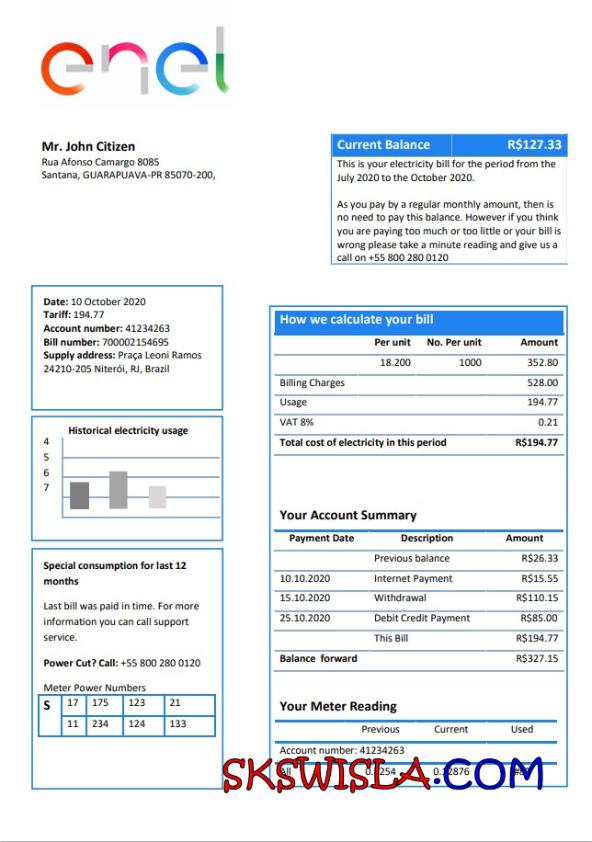 enel
Mr. John Citizen
Rua Afonso Camargo 8085
Santana, GUARAPUAVA-PR 85070-200,
Current Balance R$127.33
This is your electricity bill for the period from the
July 2020 to the October 2020.
As you pay by a regular monthly amount, then is
no need to pay this balance. However if you think
you are paying too much or too little or your bill is
wrong please take a minute reading and give us a
call on +55 800 280 0120
Date: 10 October 2020
Tariff: 194.77
Account number: 41234263
Bill number: 700002154695
Supply address: Praça Leoni Ramos
24210-205 Niterói, RJ, Brazil
Historical electricity usage
4
5
6
7
Special consumption for last 12
months
Last bill was paid in time. For more
information you can call support
service.
Power Cut? Call: +55 800 280 0120
Meter Power Numbers
S 17 175 123 21
11 234 124 133
How we calculate your bill
Per unit No. Per unit Amount
18.200 1000 352.80
Billing Charges 528.00
Usage 194.77
VAT 8% 0.21
Total cost of electricity in this period R$194.77
Your Account Summary
Payment Date Description Amount
Previous balance R$26.33
10.10.2020 Internet Payment R$15.55
15.10.2020 Withdrawal R$110.15
25.10.2020 Debit Credit Payment R$85.00
This Bill R$194.77
Balance forward R$327.15
Your Meter Reading
Previous Current Used
Account number: 41234263
All
SKSWISLA.COM